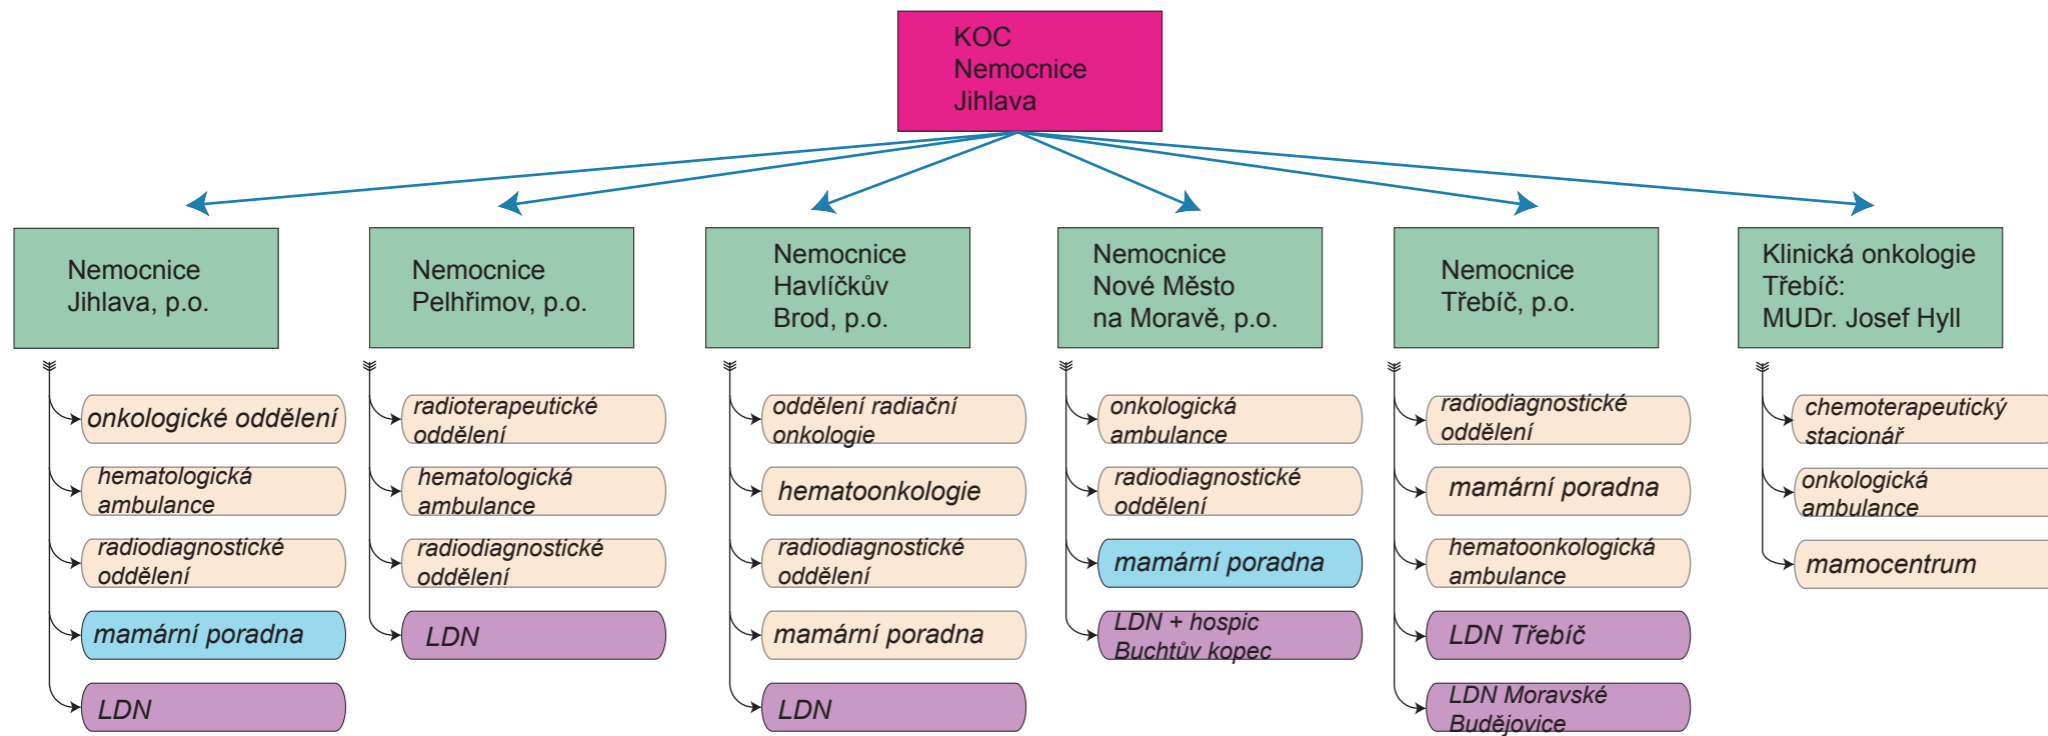 KOC
Nemocnice
Jihlava
Nemocnice
Jihlava, p.o.
onkologické oddělení
hematologická
ambulance
radiodiagnostické
oddělení
mamární poradna
LDN
Nemocnice
Pelhřimov, p.o.
radioterapeutické
oddělení
hematologická
ambulance
radiodiagnostické
oddělení
LDN
Nemocnice
Havlíčkův
Brod, p.o.
oddělení radiační
onkologie
hematoonkologie
radiodiagnostické
oddělení
mamární poradna
LDN
Nemocnice
Nové Město
na Moravě, p.o.
onkologická
ambulance
radiodiagnostické
oddělení
mamární poradna
LDN + hospic
Buchtův kopec
Nemocnice
Třebíč, p.o.
radiodiagnostické
oddělení
mamární poradna
hematoonkologická
ambulance
LDN Třebíč
LDN Moravské
Budějovice
Klinická onkologie
Třebíč:
MUDr. Josef Hyll
chemoterapeutický
stacionář
onkologická
ambulance
mamocentrum